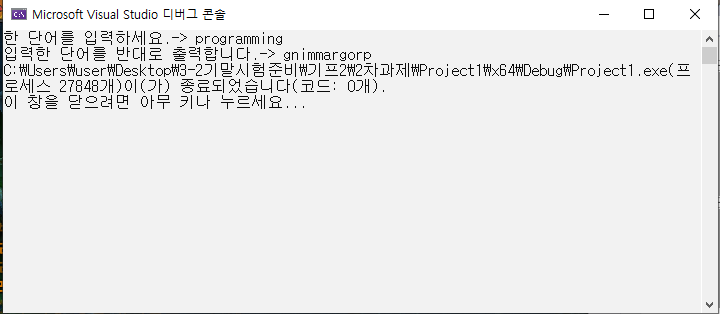 Microsoft Visual Studio 디버그 콘솔
한 단어를 입력하세요.-> programming
입력한 단어를 반대로 출력합니다.-> gnimmargorp
C:₩Users₩user₩Desktop₩3-2기말시험준비₩기프2₩2차과제₩Project1₩x64₩Debug₩Project1.exe(프
로세스 27848개)이(가) 종료되었습니다(코드: 0개).
이 창을 닫으려면 아무 키나 누르세요...